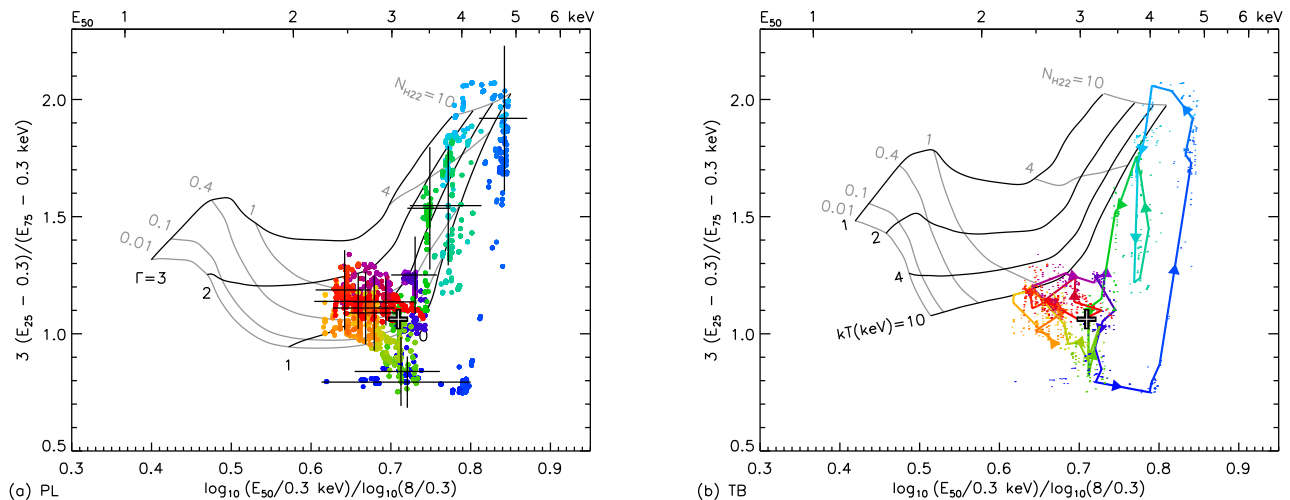 E50 1 2 3 4 5 6 keV
2.0
1.5
1.0
0.5
3 (E25 − 0.3)/(E75 − 0.3 keV)
NH22=10
4
1
0.4
0.1
0.01
Γ=3
2
1
0
0.3 0.4 0.5 0.6 0.7 0.8 0.9
(a) PL
log10 (E50/0.3 keV)/log10(8/0.3)
E50 1 2 3 4 5 6 keV
2.0
1.5
1.0
0.5
3 (E25 − 0.3)/(E75 − 0.3 keV)
NH22=10
4
1
0.4
0.1
0.01
1
2
4
kT(keV)=10
0.3 0.4 0.5 0.6 0.7 0.8 0.9
(b) TB
log10 (E50/0.3 keV)/log10(8/0.3)